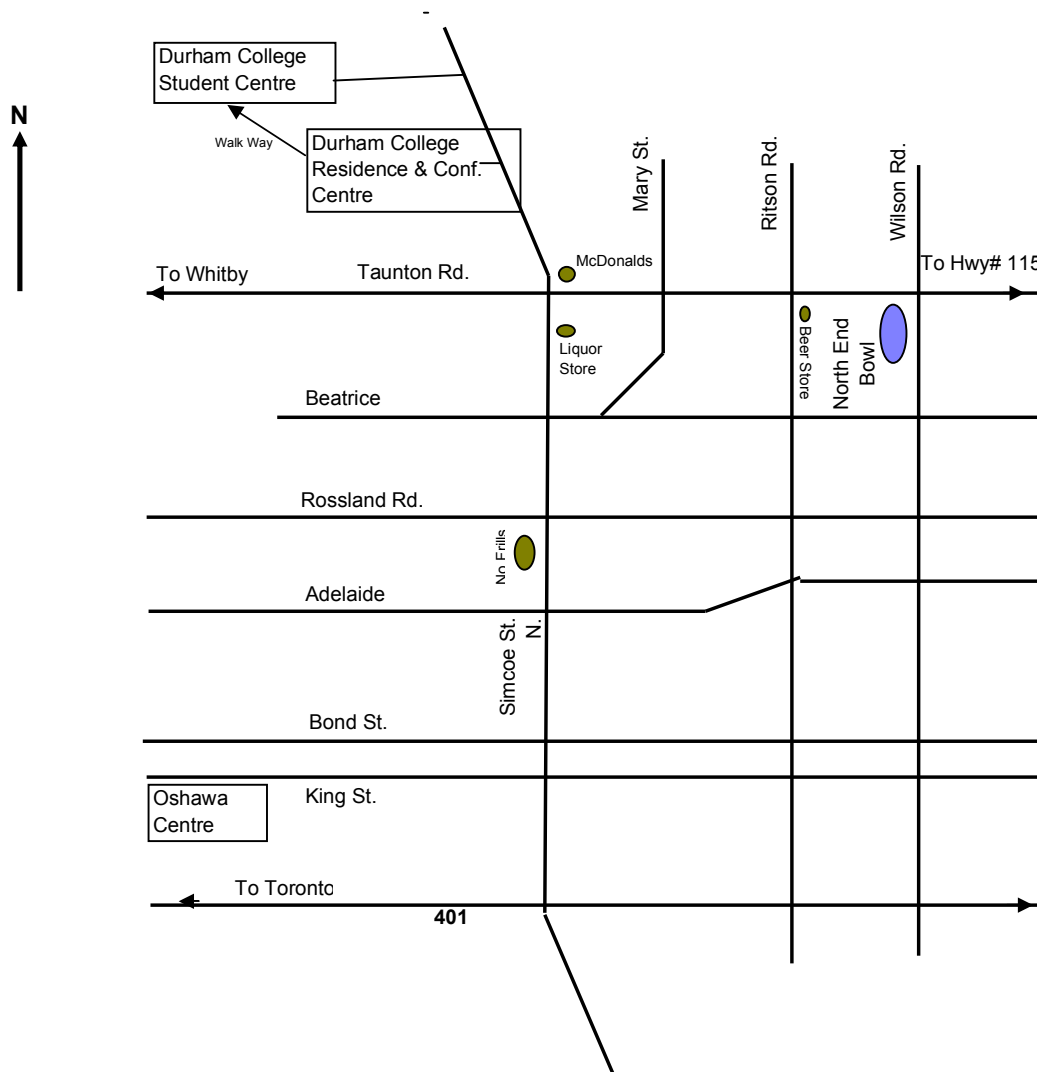 Durham College
Student Centre
N
Walk Way
Durham College
Residence & Conf.
Centre
Mary St.
Ritson Rd.
Wilson Rd.
McDonalds
To Whitby
Taunton Rd.
To Hwy# 115
Liquor
Store
Beer Store
North End
Bowl
Beatrice
Rossland Rd.
No Frills
Adelaide
Simcoe St.
N.
Bond St.
King St.
Oshawa
Centre
To Toronto
401